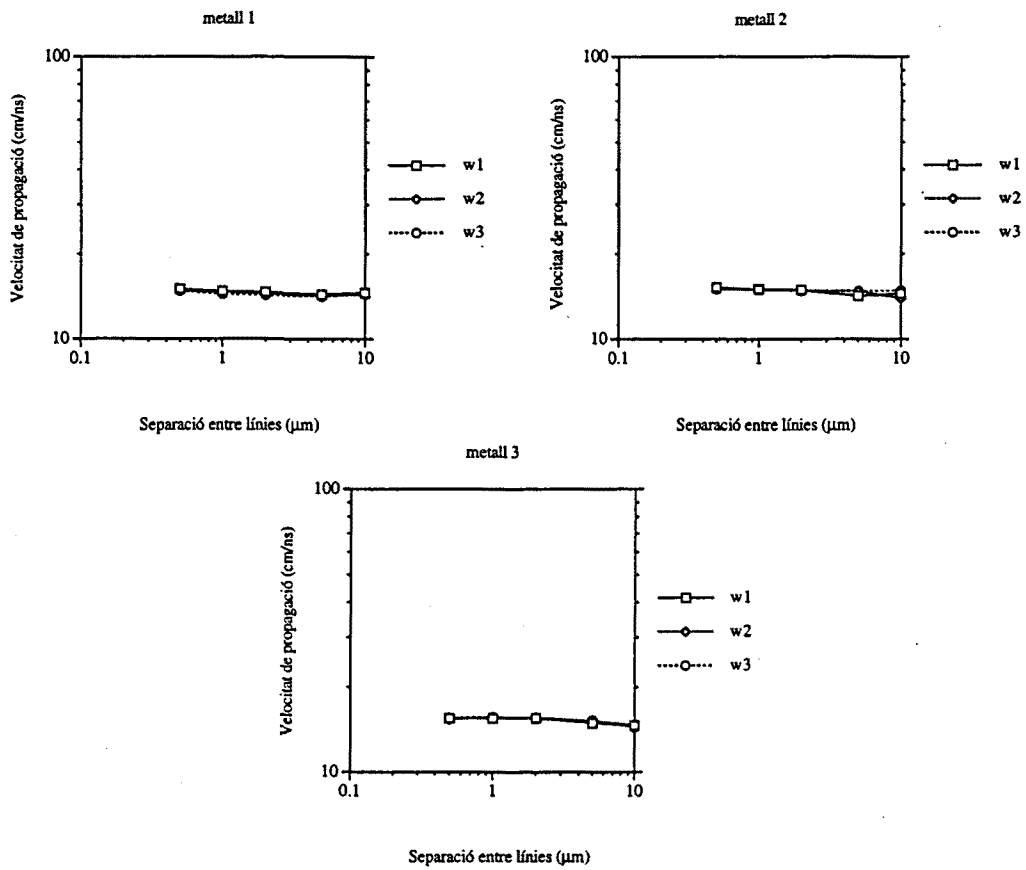 metall 1
100
10
0.1
1
10
Velocitat de propagació (cm/ns)
Separació entre línies (µm)
w1
w2
w3
metall 2
100
10
0.1
1
10
Velocitat de propagació (cm/ns)
Separació entre línies (µm)
w1
w2
w3
metall 3
100
10
0.1
1
10
Velocitat de propagació (cm/ns)
Separació entre línies (µm)
w1
w2
w3